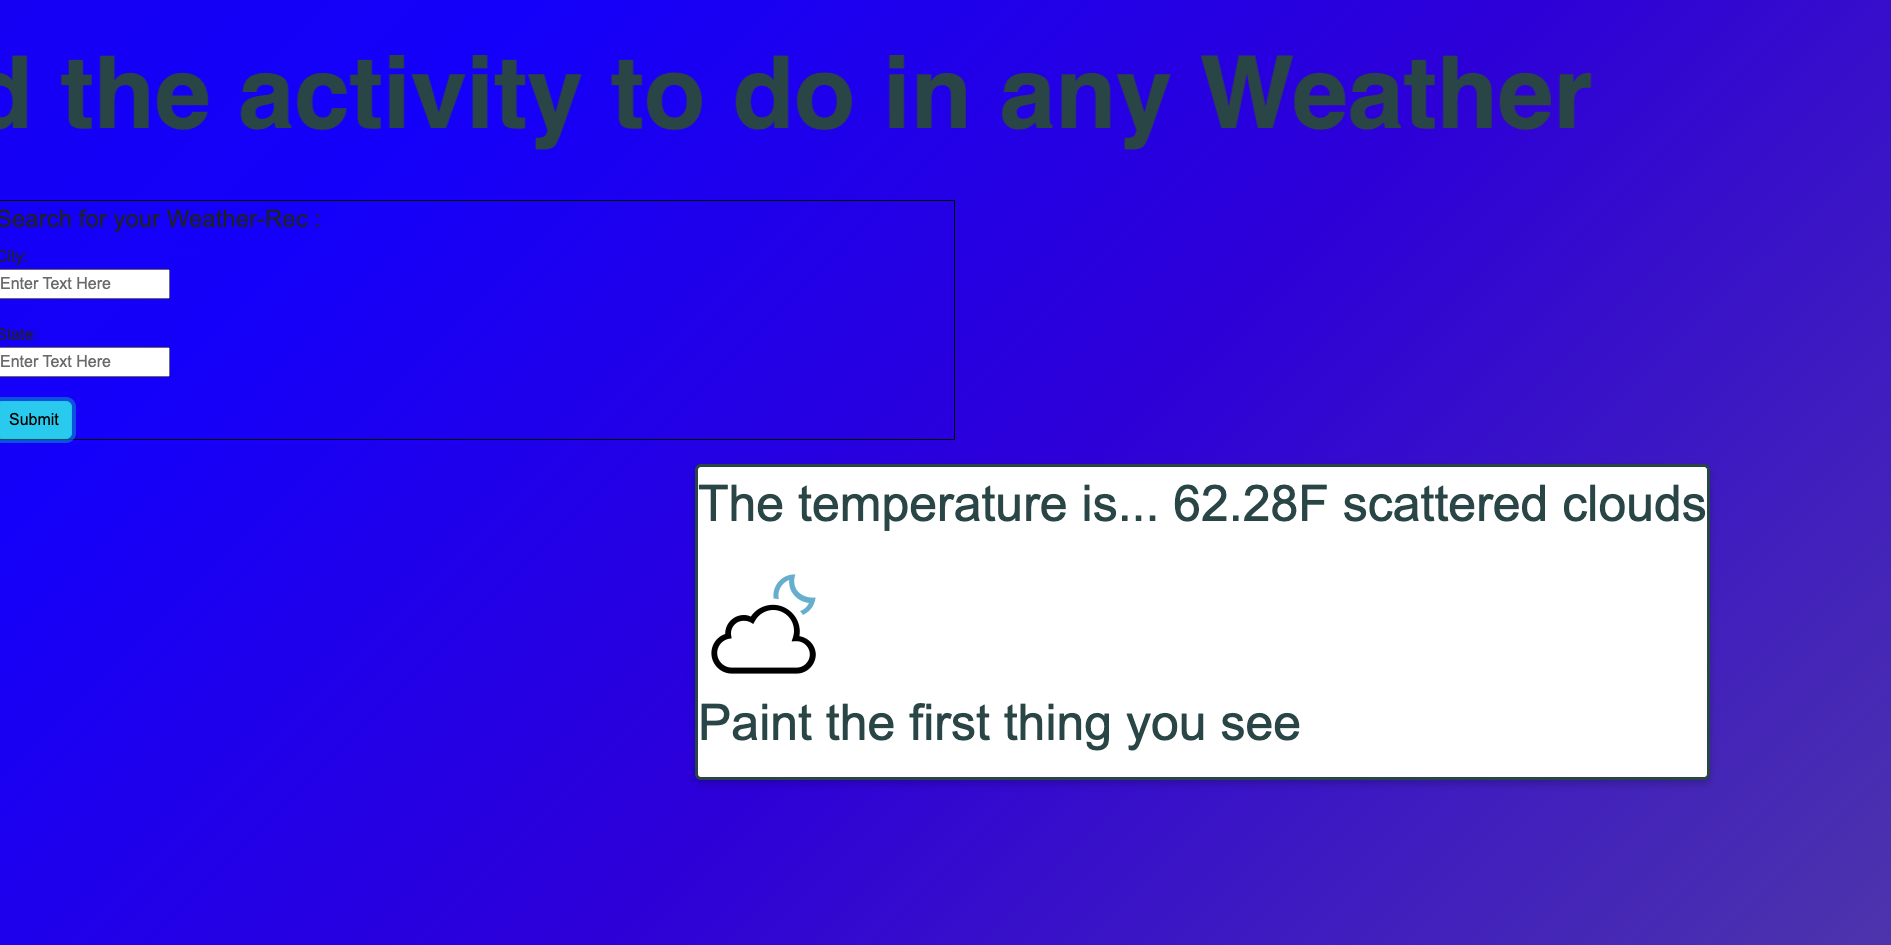 d the activity to do in any Weather
Search for your Weather-Rec :
City:
Enter Text Here
State:
Enter Text Here
Submit
The temperature is... 62.28F scattered clouds
Paint the first thing you see